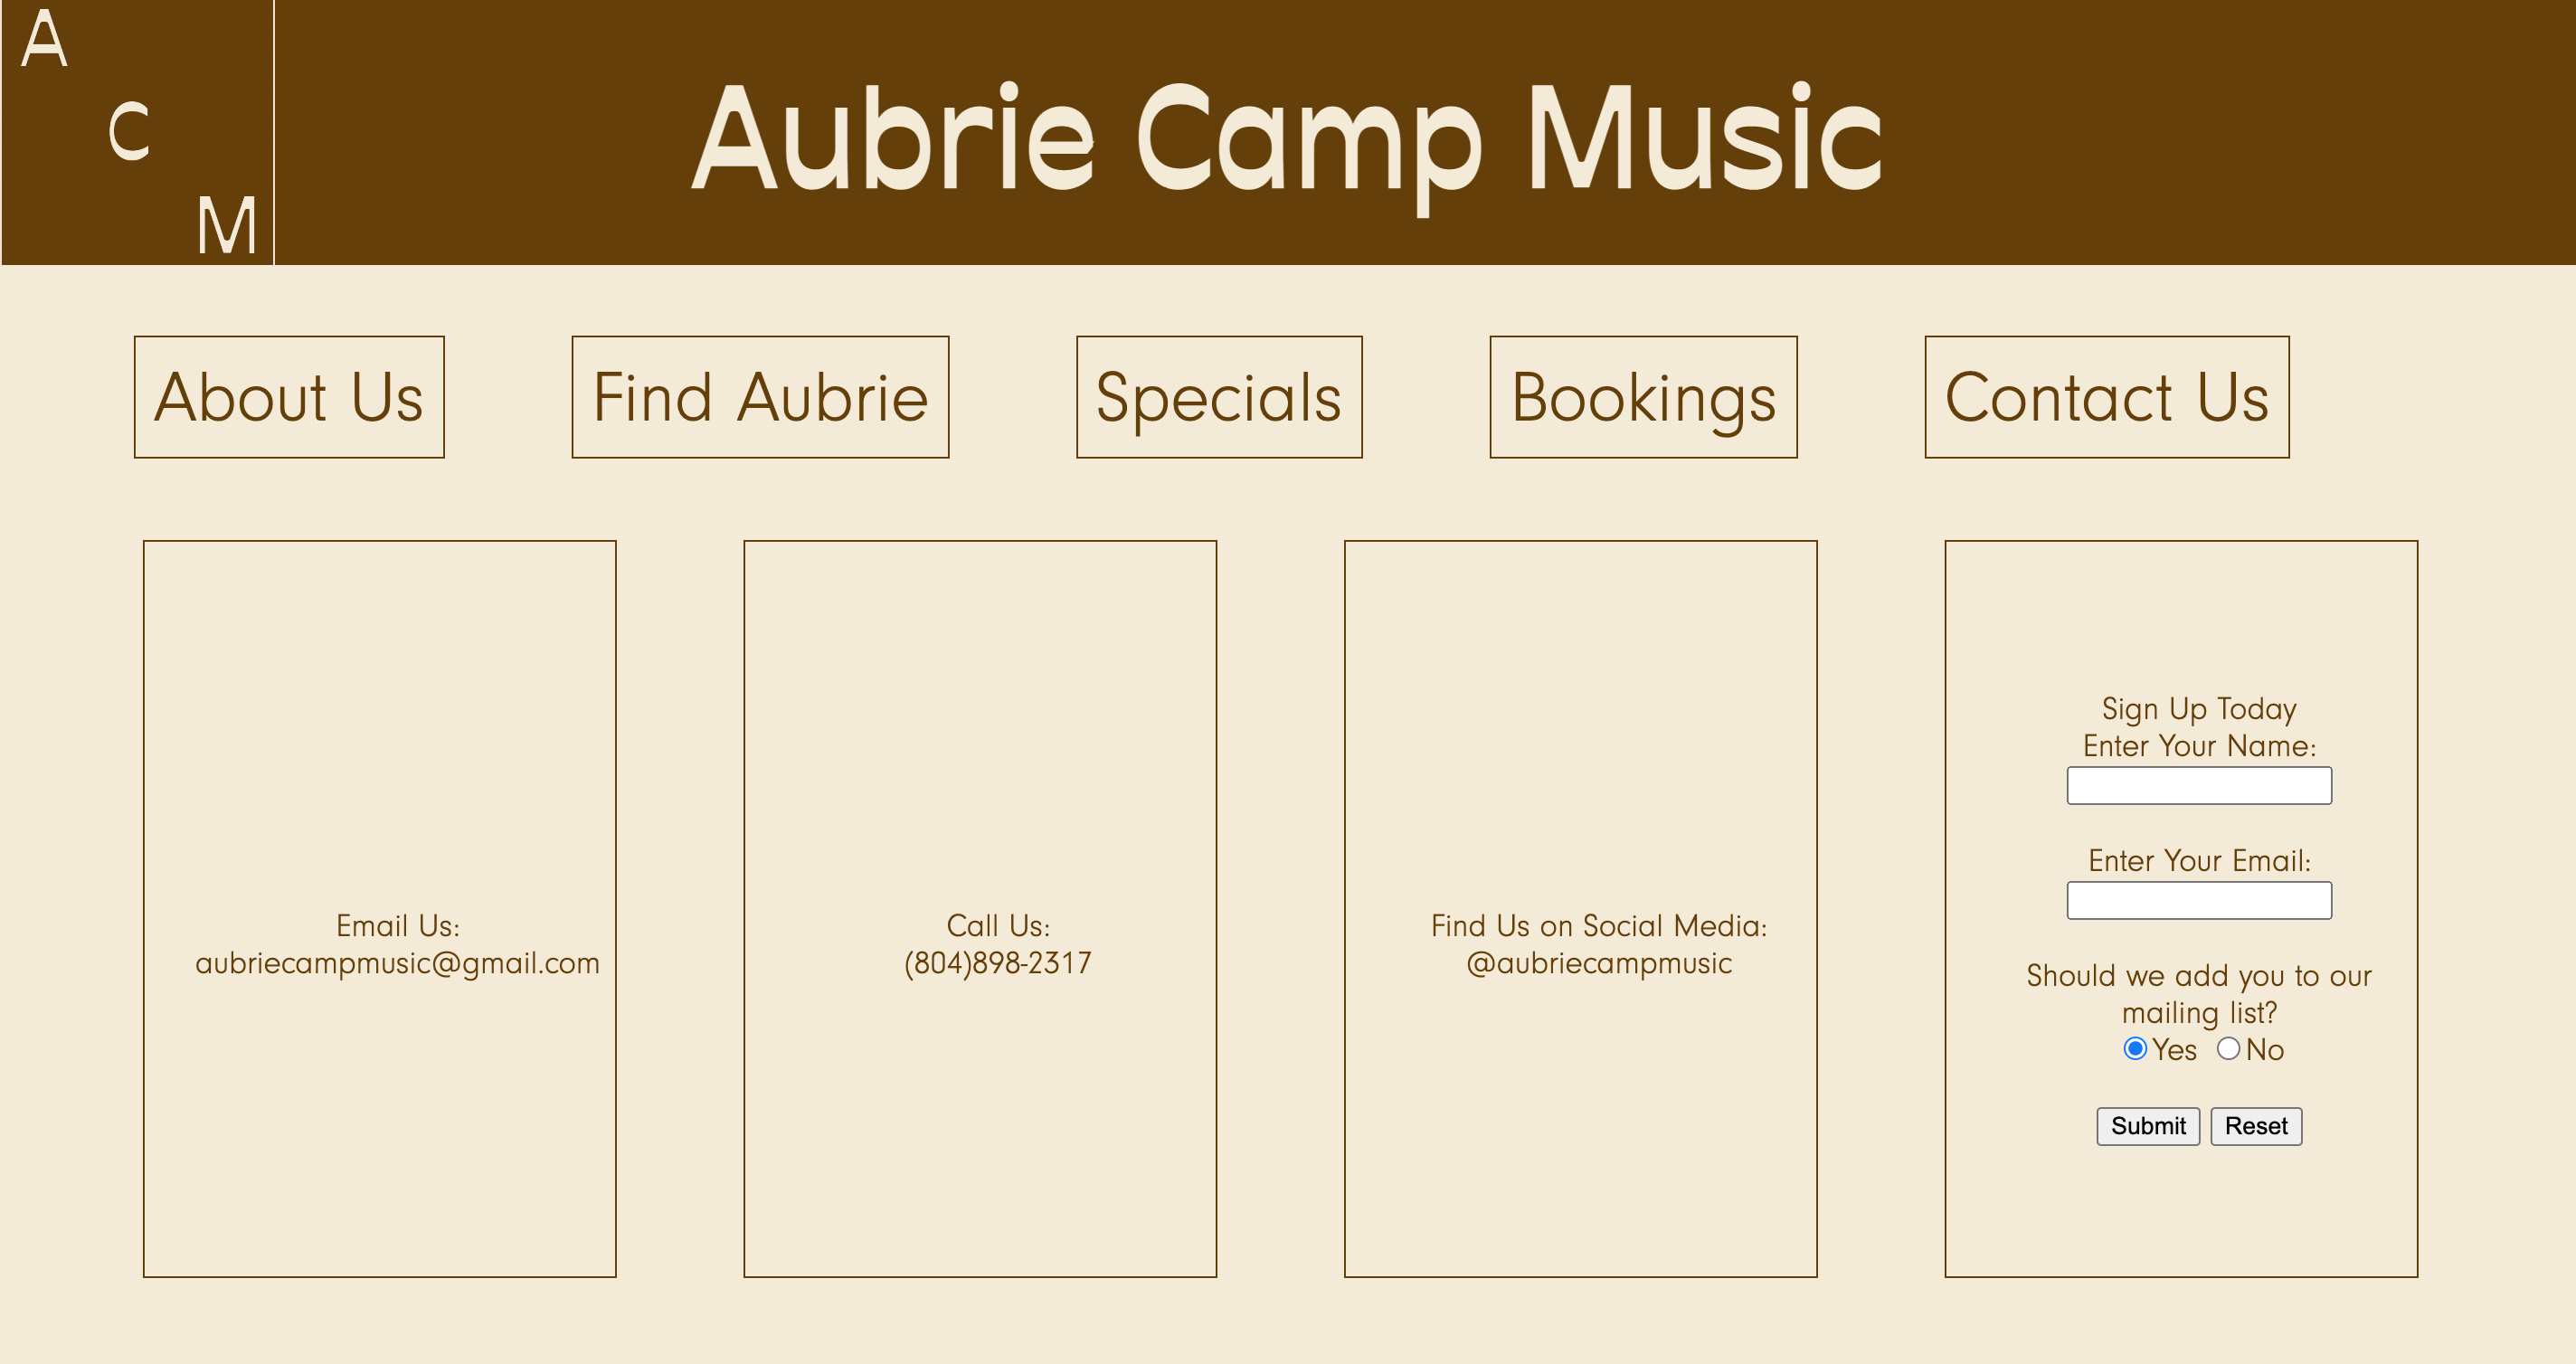 A
C
M
Aubrie Camp Music
About Us
Find Aubrie
Specials
Bookings
Contact Us
Email Us:
aubriecampmusic@gmail.com
Call Us:
(804)898-2317
Find Us on Social Media:
@aubriecampmusic
Sign Up Today
Enter Your Name:
Enter Your Email:
Should we add you to our
mailing list?
Yes No
Submit Reset